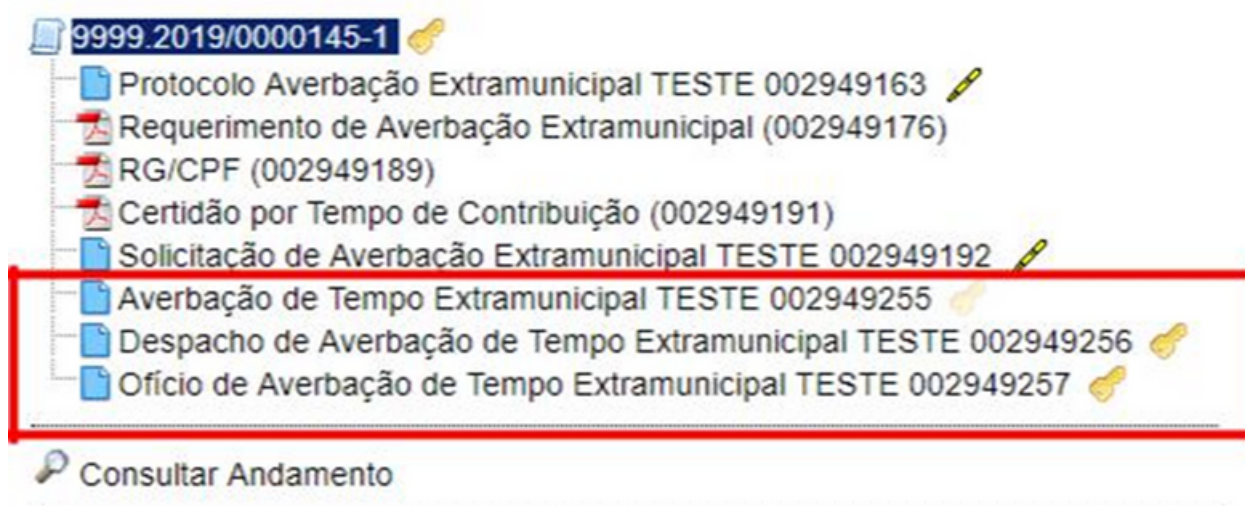 9999.2019/0000145-1
Protocolo Averbação Extramunicipal TESTE 002949163
Requerimento de Averbação Extramunicipal (002949176)
RG/CPF (002949189)
Certidão por Tempo de Contribuição (002949191)
Solicitação de Averbação Extramunicipal TESTE 002949192
Averbação de Tempo Extramunicipal TESTE 002949255
Despacho de Averbação de Tempo Extramunicipal TESTE 002949256
Ofício de Averbação de Tempo Extramunicipal TESTE 002949257
Consultar Andamento